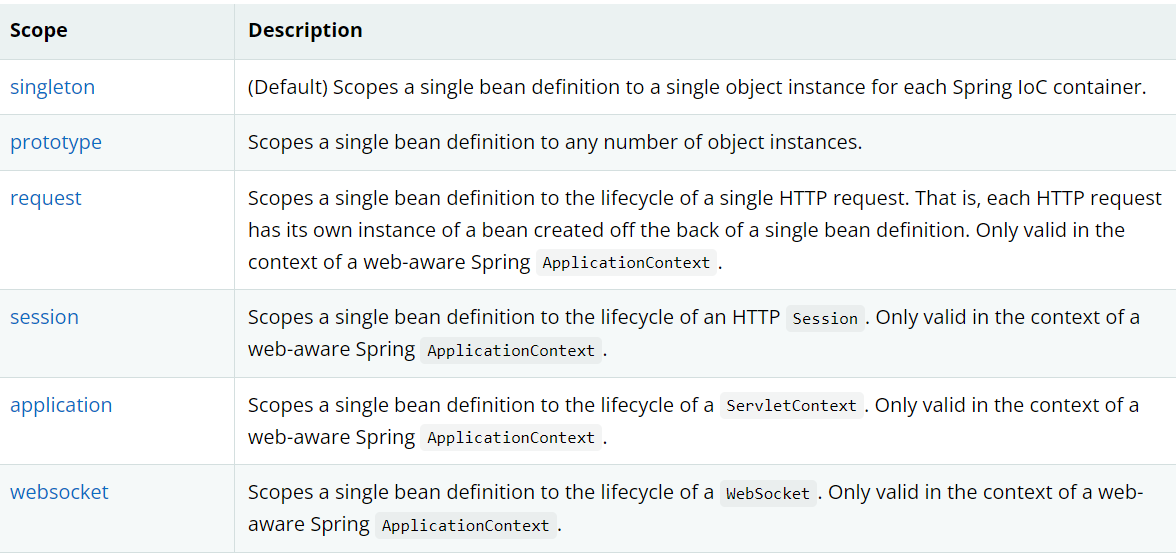 Scope Description
singleton (Default) Scopes a single bean definition to a single object instance for each Spring IoC container.
prototype Scopes a single bean definition to any number of object instances.
request Scopes a single bean definition to the lifecycle of a single HTTP request. That is, each HTTP request
has its own instance of a bean created off the back of a single bean definition. Only valid in the
context of a web-aware Spring ApplicationContext.
session Scopes a single bean definition to the lifecycle of an HTTP Session. Only valid in the context of a
web-aware Spring ApplicationContext.
application Scopes a single bean definition to the lifecycle of a ServletContext. Only valid in the context of a
web-aware Spring ApplicationContext.
websocket Scopes a single bean definition to the lifecycle of a WebSocket. Only valid in the context of a web-
aware Spring ApplicationContext.